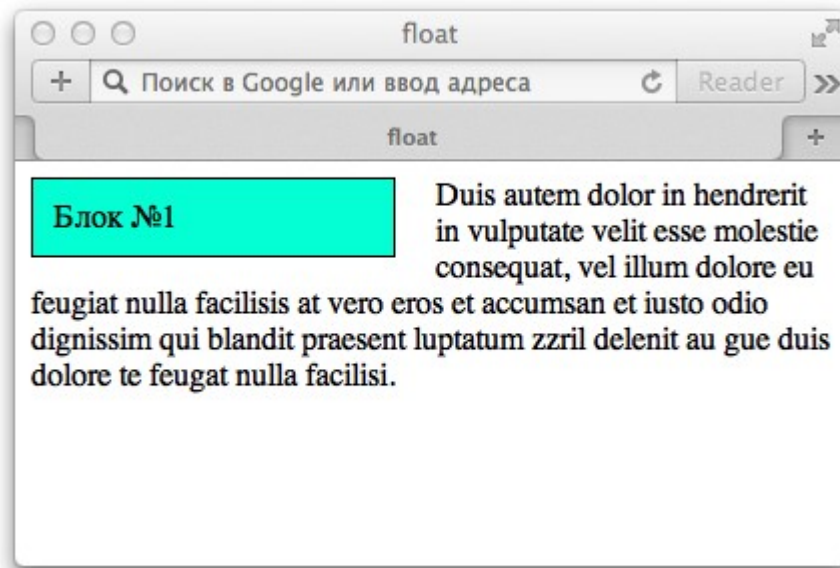 float
Поиск в Google или ввод адреса
Reader
float
Блок №1
Duis autem dolor in hendrerit
in vulputate velit esse molestie
consequat, vel illum dolore eu
feugiat nulla facilisis at vero eros et accumsan et iusto odio
dignissim qui blandit praesent luptatum zzril delenit au gue duis
dolore te feugat nulla facilisi.